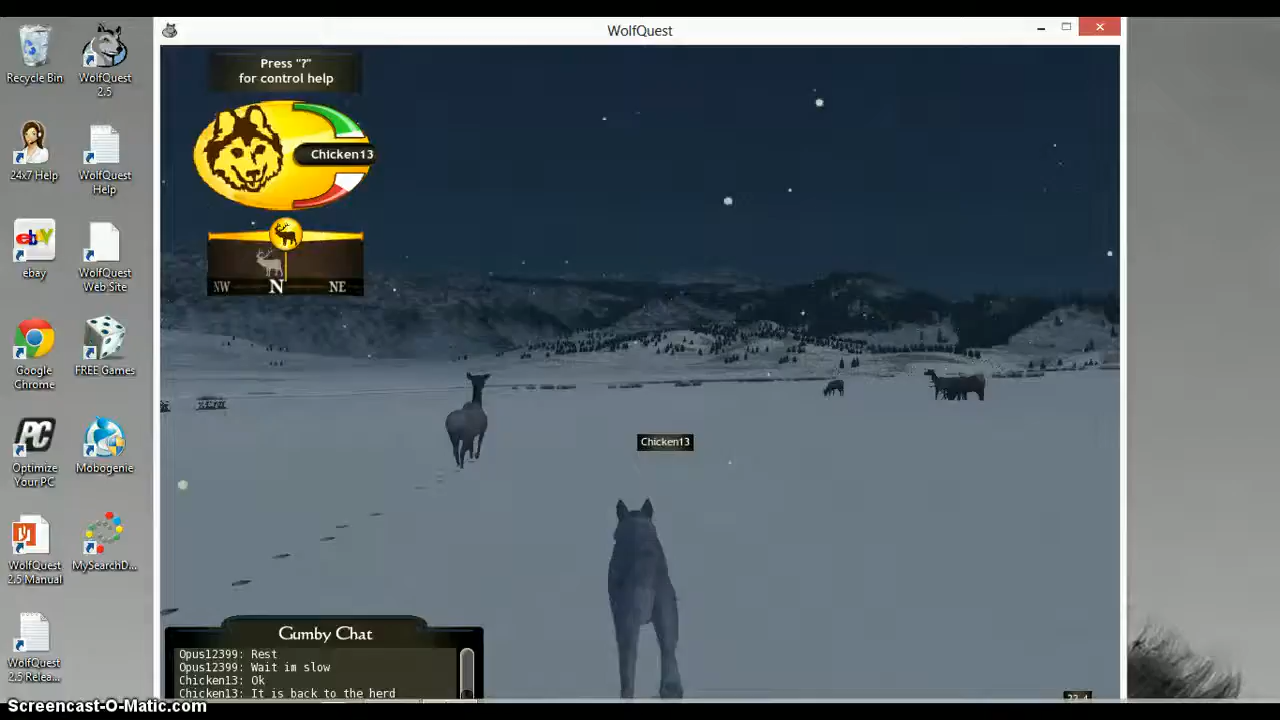 WolfQuest
Recycle Bin
WolfQuest
2.5
24x7 Help
WolfQuest
Help
ebY
ebay
WolfQuest
Web Site
Google
Chrome
FREE Games
PC
Optimize
Your PC
Mobogenie
WolfQuest
2.5 Manual
MySearchD...
WolfQuest
2.5 Relea...
Press "?"
for control help
Chicken13
NW N NE
Chicken13
Gumby Chat
Opus12399: Rest
Opus12399: Wait im slow
Chicken13: Ok
Chicken13: It is back to the herd
Screencast-O-Matic.com